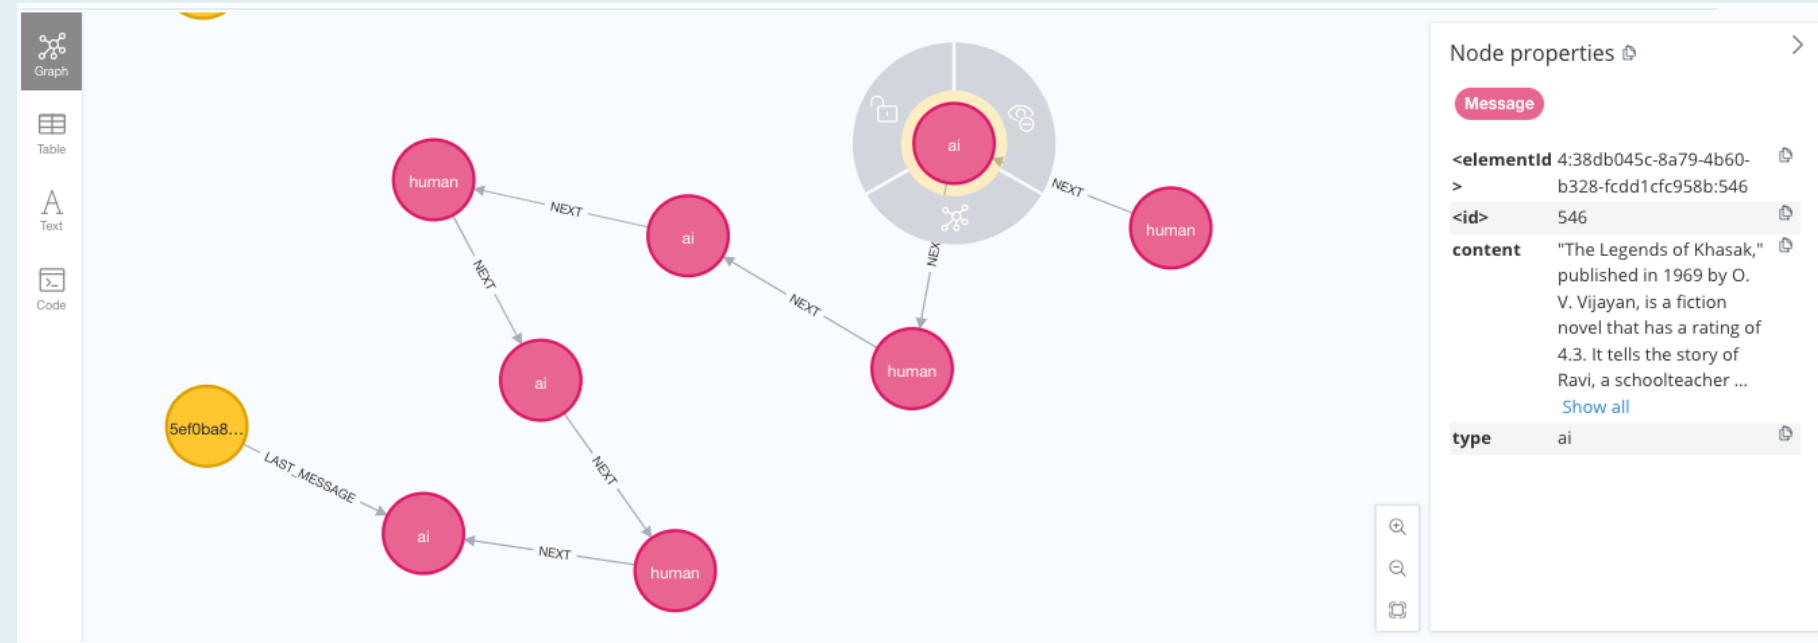 Graph
Table
Text
Code
human
NEXT
ai
ai
NEXT
human
NEXT
NEX
NEXT
human
ai
5ef0ba8...
LAST_MESSAGE
NEXT
ai
NEXT
human
Node properties
Message
<elementId
>
4:38db045c-8a79-4b60-
b328-fcdd1cfc958b:546
<id> 546
content "The Legends of Khasak,"
published in 1969 by O.
V. Vijayan, is a fiction
novel that has a rating of
4.3. It tells the story of
Ravi, a schoolteacher ...
Show all
type ai